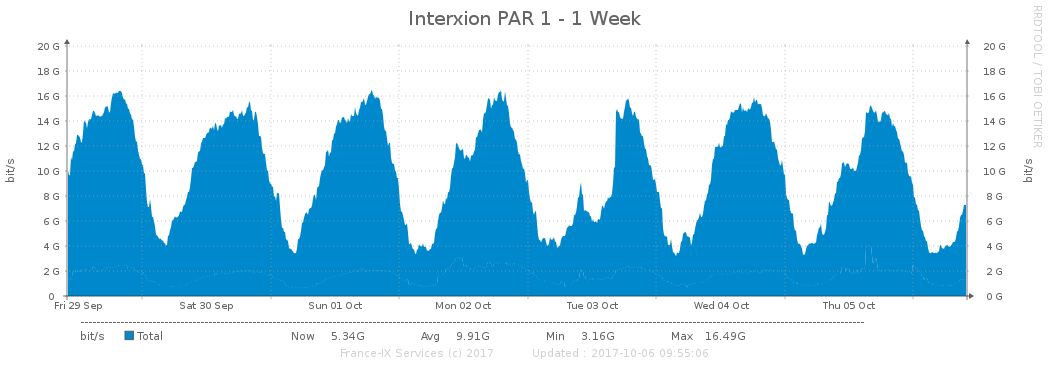 Interxion PAR 1 - 1 Week
RRDTOOL / TOBI OETIKER
bit/s
20 G 20 G
18 G 18 G
16 G 16 G
14 G 14 G
12 G 12 G
10 G 10 G
8 G 8 G
6 G 6 G
4 G 4 G
2 G 2 G
0 0 G
bit/s
Fri 29 Sep Sat 30 Sep Sun 01 Oct Mon 02 Oct Tue 03 Oct Wed 04 Oct Thu 05 Oct
bit/s Total Now 5.34G Avg 9.91G Min 3.16G Max 16.49G
France-IX Services (c) 2017 Updated : 2017-10-06 09:55:06